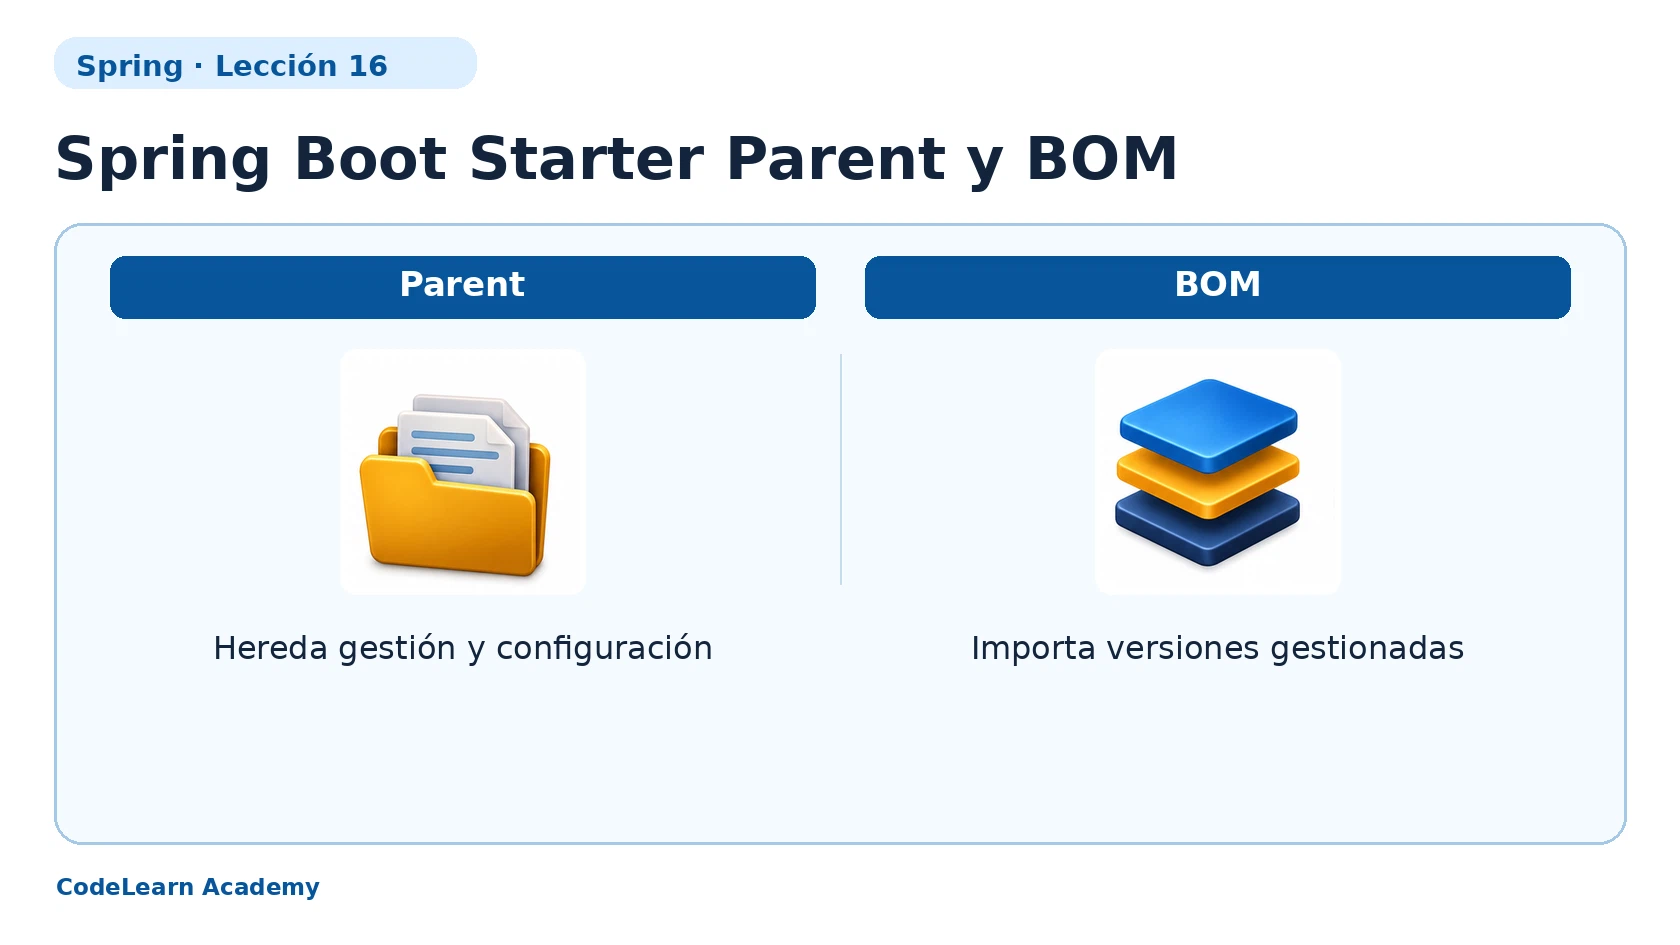 Spring · Lección 16
Spring Boot Starter Parent y BOM
Parent
BOM
Hereda gestión y configuración
Importa versiones gestionadas
CodeLearn Academy